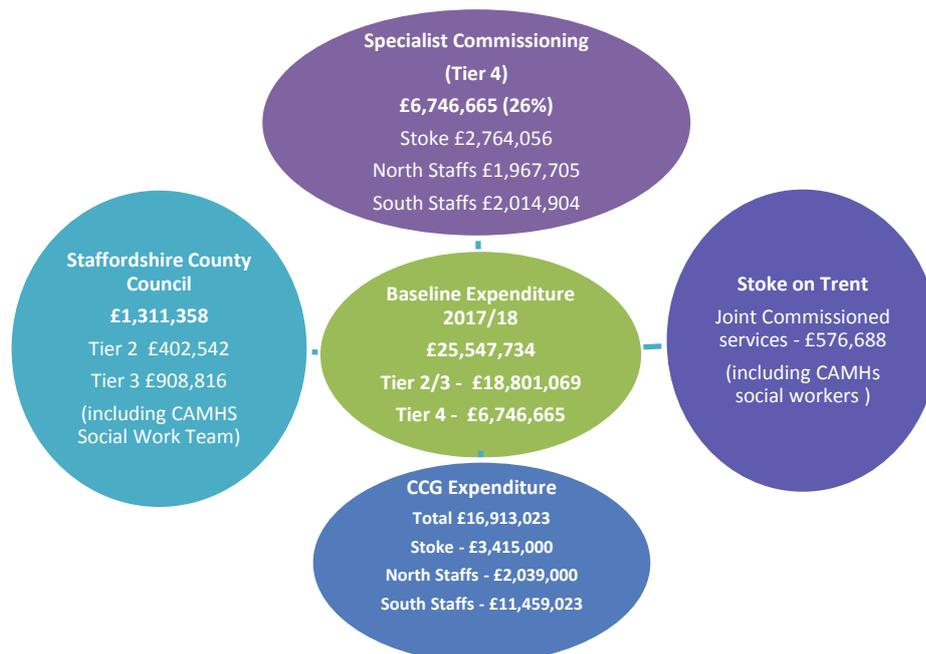 Specialist Commissioning
(Tier 4)
£6,746,665 (26%)
Stoke £2,764,056
North Staffs £1,967,705
South Staffs £2,014,904
Staffordshire County
Council
£1,311,358
Tier 2 £402,542
Tier 3 £908,816
(including CAMHS
Social Work Team)
Baseline Expenditure
2017/18
£25,547,734
Tier 2/3 - £18,801,069
Tier 4 - £6,746,665
Stoke on Trent
Joint Commissioned
services - £576,688
(including CAMHs
social workers )
CCG Expenditure
Total £16,913,023
Stoke - £3,415,000
North Staffs - £2,039,000
South Staffs - £11,459,023